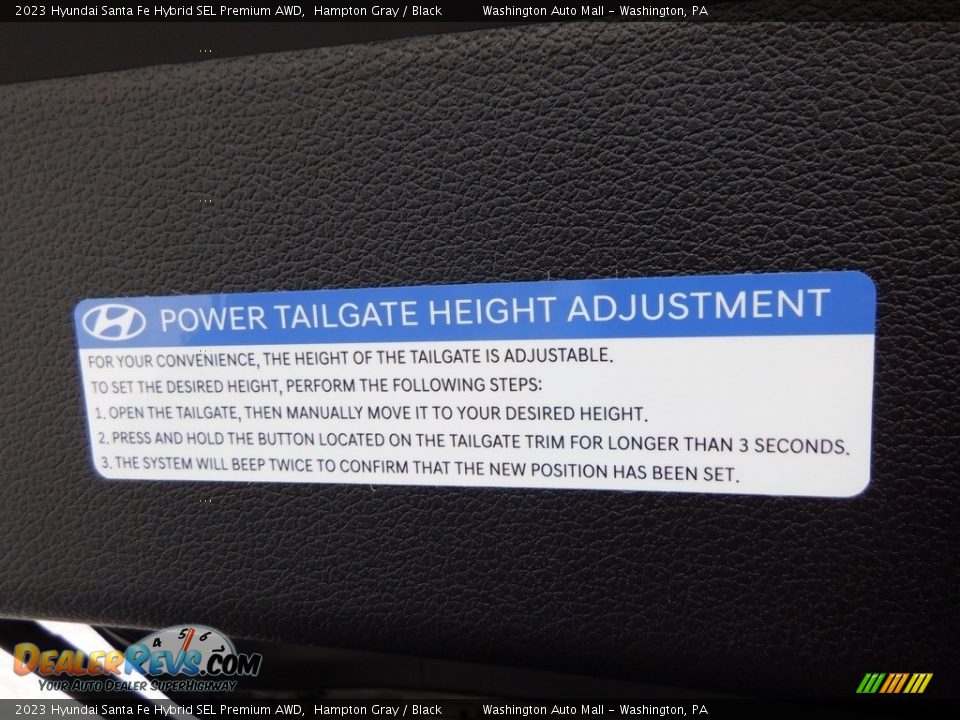 2023 Hyundai Santa Fe Hybrid SEL Premium AWD, Hampton Gray / Black Washington Auto Mall - Washington, PA
POWER TAILGATE HEIGHT ADJUSTMENT
FOR YOUR CONVENIENCE, THE HEIGHT OF THE TAILGATE IS ADJUSTABLE.
TO SET THE DESIRED HEIGHT, PERFORM THE FOLLOWING STEPS:
1. OPEN THE TAILGATE, THEN MANUALLY MOVE IT TO YOUR DESIRED HEIGHT.
2. PRESS AND HOLD THE BUTTON LOCATED ON THE TAILGATE TRIM FOR LONGER THAN 3 SECONDS.
3. THE SYSTEM WILL BEEP TWICE TO CONFIRM THAT THE NEW POSITION HAS BEEN SET.
4 5 6
DEALERREVS.COM
YOUR AUTO DEALER SUPERHIGHWAY
2023 Hyundai Santa Fe Hybrid SEL Premium AWD, Hampton Gray / Black Washington Auto Mall - Washington, PA